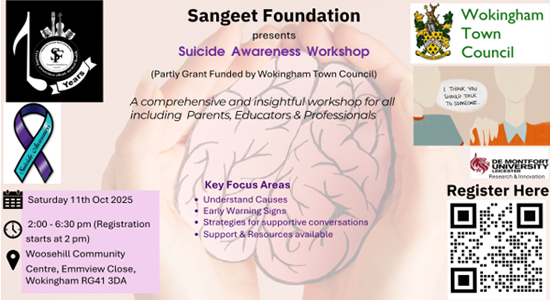 Sangeet Foundation
presents
Suicide Awareness Workshop
(Partly Grant Funded by Wokingham Town Council)
A comprehensive and insightful workshop for all
including Parents, Educators & Professionals
Years
Suicide Awareness
Wokingham
Town
Council
I THINK YOU
SHOULD TALK
TO SOMEONE.
DE MONTFORT
UNIVERSITY
LEICESTER
Research & Innovation
Key Focus Areas
Understand Causes
Early Warning Signs
Strategies for supportive conversations
Support & Resources available
Saturday 11th Oct 2025
2:00 - 6:30 pm (Registration
starts at 2 pm)
Woosehill Community
Centre, Emmview Close,
Wokingham RG41 3DA
Register Here